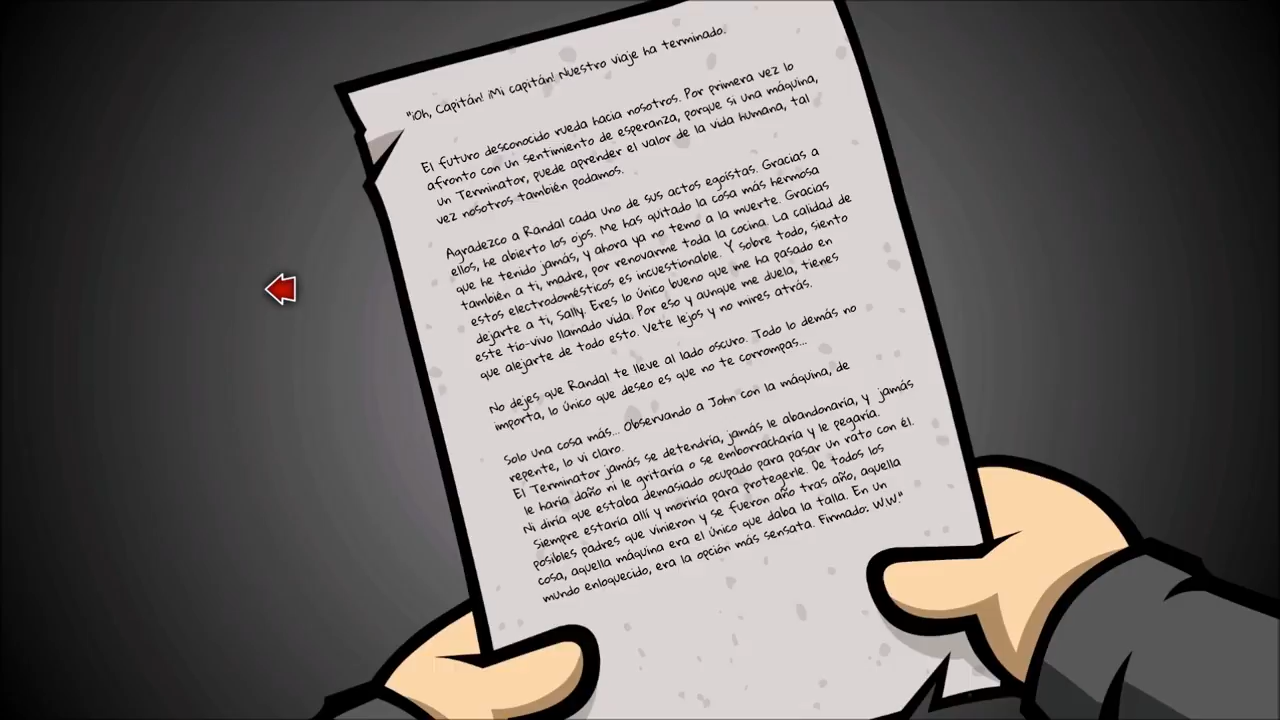 "¡Oh, Capitán! ¡Mi capitán! Nuestro viaje ha terminado.
El futuro desconocido rueda hacia nosotros. Por primera vez lo
afronto con un sentimiento de esperanza, porque si una máquina,
un Terminator, puede aprender el valor de la vida humana, tal
vez nosotros también podamos.
Agradezco a Randal cada uno de sus actos egoístas. Gracias a
ellos, he abierto los ojos. Me has quitado la cosa más hermosa
que he tenido jamás, y ahora ya no temo a la muerte. Gracias
también a ti, madre, por renovarme toda la cocina. La calidad de
estos electrodomésticos es incuestionable. Y sobre todo, siento
dejarte a ti, Sally. Eres lo único bueno que me ha pasado en
este tío-vivo llamado vida. Por eso y aunque me duela, tienes
que alejarte de todo esto. Vete lejos y no mires atrás.
No dejes que Randal te lleve al lado oscuro. Todo lo demás no
importa, lo único que deseo es que no te corrompas...
Solo una cosa más... Observando a John con la máquina, de
repente, lo vi claro.
El Terminator jamás se detendría, jamás le abandonaría, y jamás
le haría daño ni le gritaría o se emborracharía y le pegaría.
Ni diría que estaba demasiado ocupado para pasar un rato con él.
Siempre estaría allí y moriría para protegerle. De todos los
posibles padres que vinieron y se fueron año tras año, aquella
cosa, aquella máquina era el único que daba la talla. En un
mundo enloquecido, era la opción más sensata. Firmado: W.W."